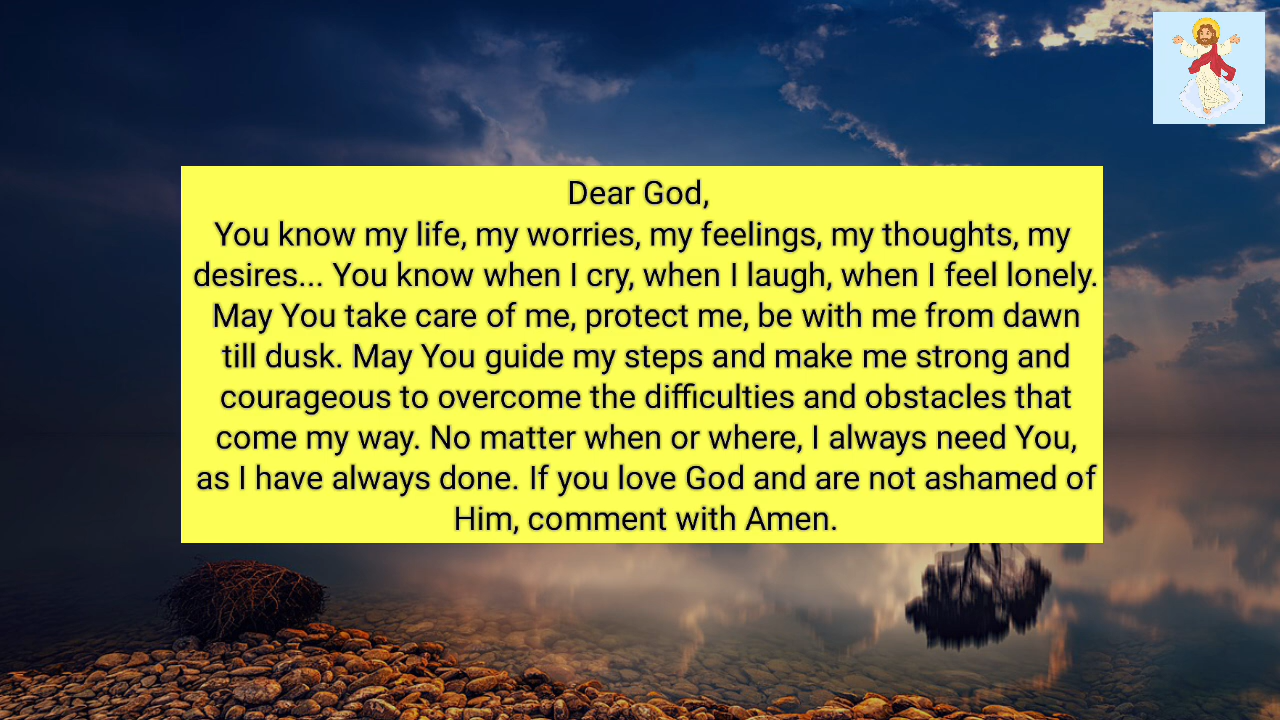 Dear God,
You know my life, my worries, my feelings, my thoughts, my
desires... You know when I cry, when I laugh, when I feel lonely.
May You take care of me, protect me, be with me from dawn
till dusk. May You guide my steps and make me strong and
courageous to overcome the difficulties and obstacles that
come my way. No matter when or where, I always need You,
as I have always done. If you love God and are not ashamed of
Him, comment with Amen.